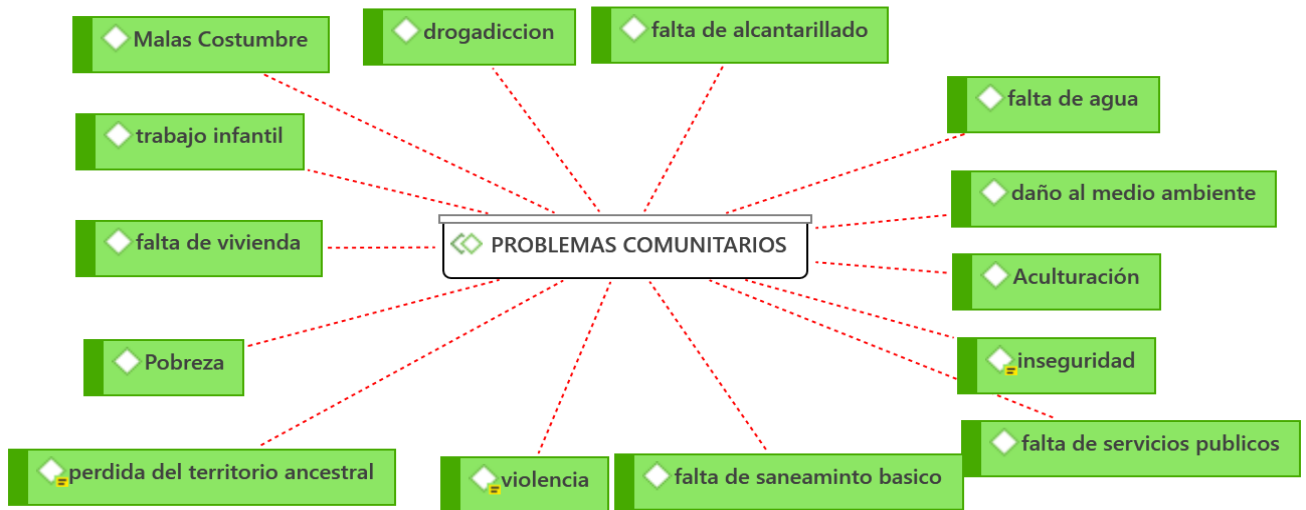 Malas Costumbre
drogadiccion
falta de alcantarillado
falta de agua
trabajo infantil
daño al medio ambiente
falta de vivienda
PROBLEMAS COMUNITARIOS
Aculturación
Pobreza
inseguridad
falta de servicios publicos
perdida del territorio ancestral
violencia
falta de saneaminto basico